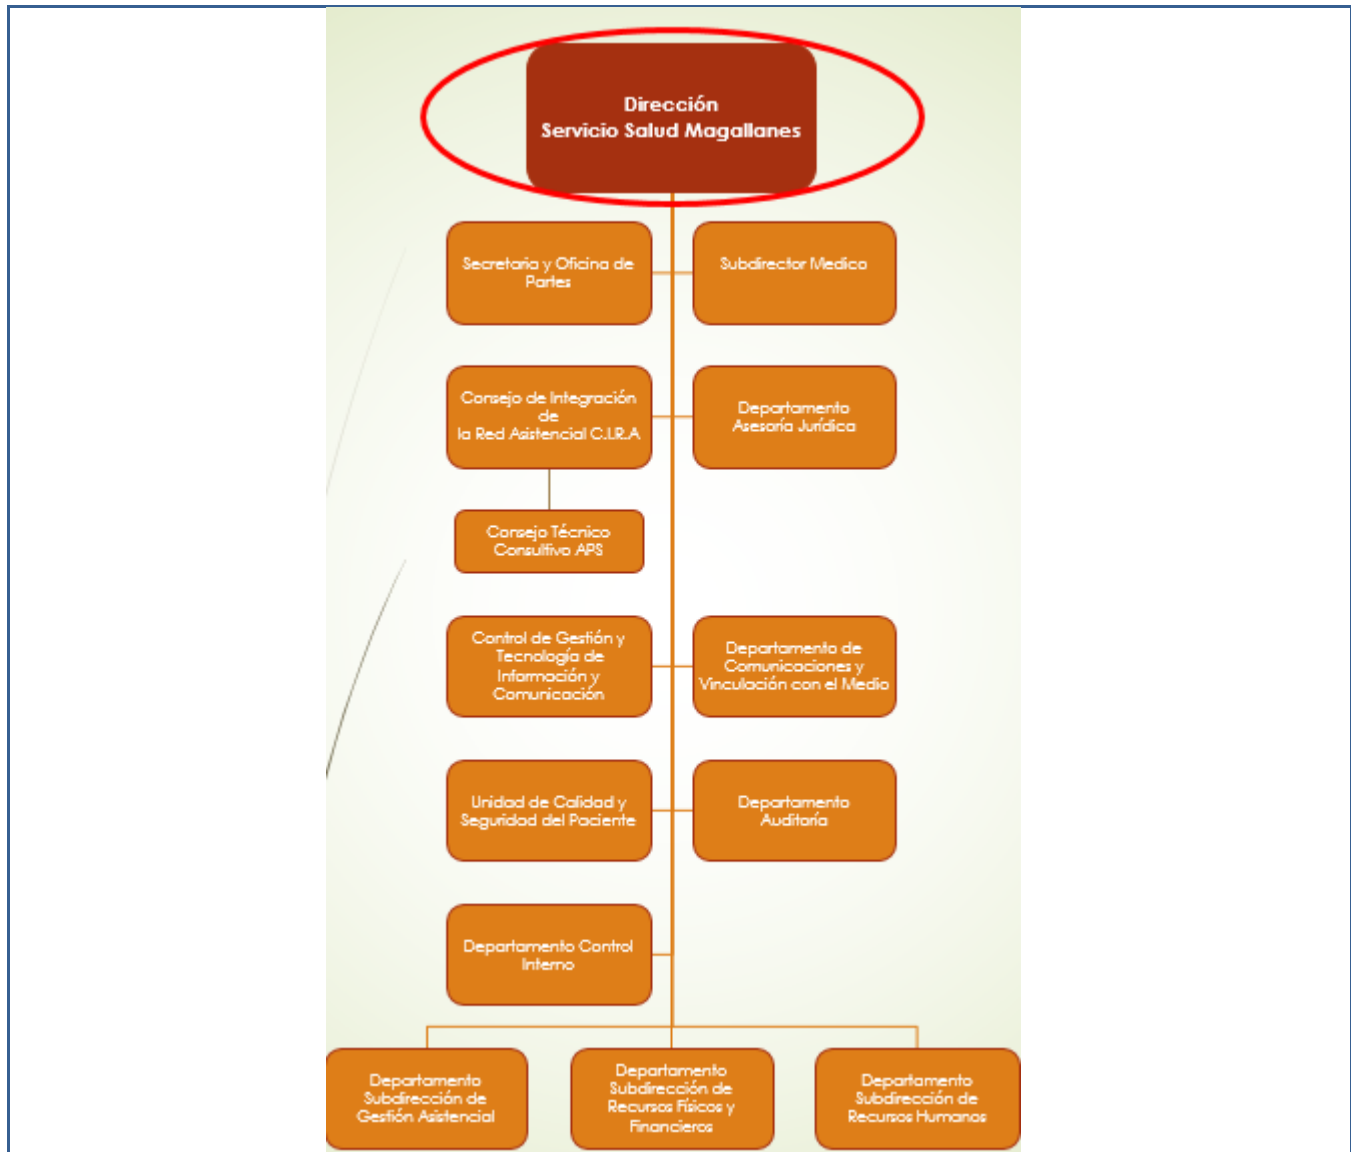 Dirección
Servicio Salud Magallanes
Secretaria y Oficina de
Partes
Subdirector Medico
Consejo de Integración
de
la Red Asistencial C.I.R.A
Departamento
Asesoría Jurídica
Consejo Técnico
Consultivo APS
Control de Gestión y
Tecnología de
Información y
Comunicación
Departamento de
Comunicaciones y
Vinculación con el Medio
Unidad de Calidad y
Seguridad del Paciente
Departamento
Auditoría
Departamento Control
Interno
Departamento
Subdirección de
Gestión Asistencial
Departamento
Subdirección de
Recursos Físicos y
Financieros
Departamento
Subdirección de
Recursos Humanos